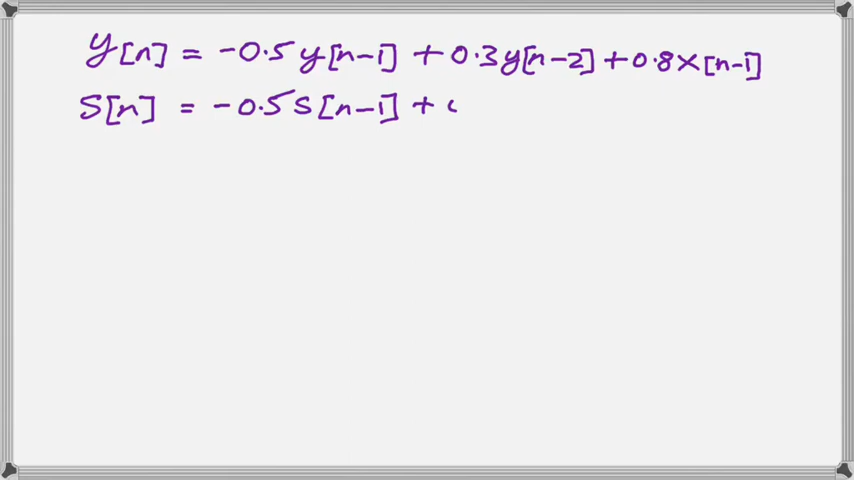 y[n] = -0.5y[n-1] + 0.3y[n-2] + 0.8x[n-1]
S[n] = -0.5S[n-1] +